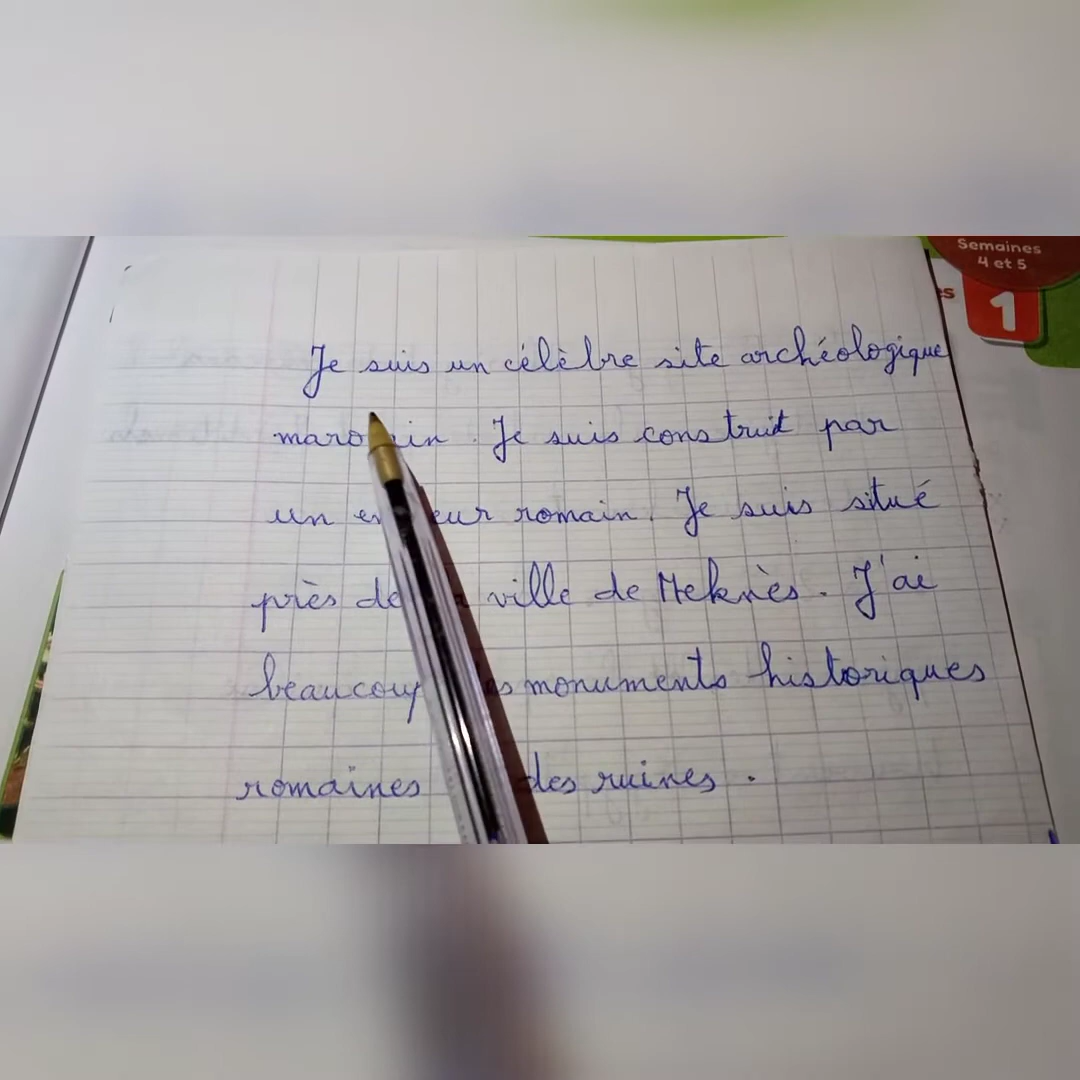 Semaines
4 et 5
1
Je suis un célèbre site archéologique
Je suis construit par
un romain. Je suis situé
près ville de Meknès. J'ai
beaucoup monuments historiques
romaines des ruines.